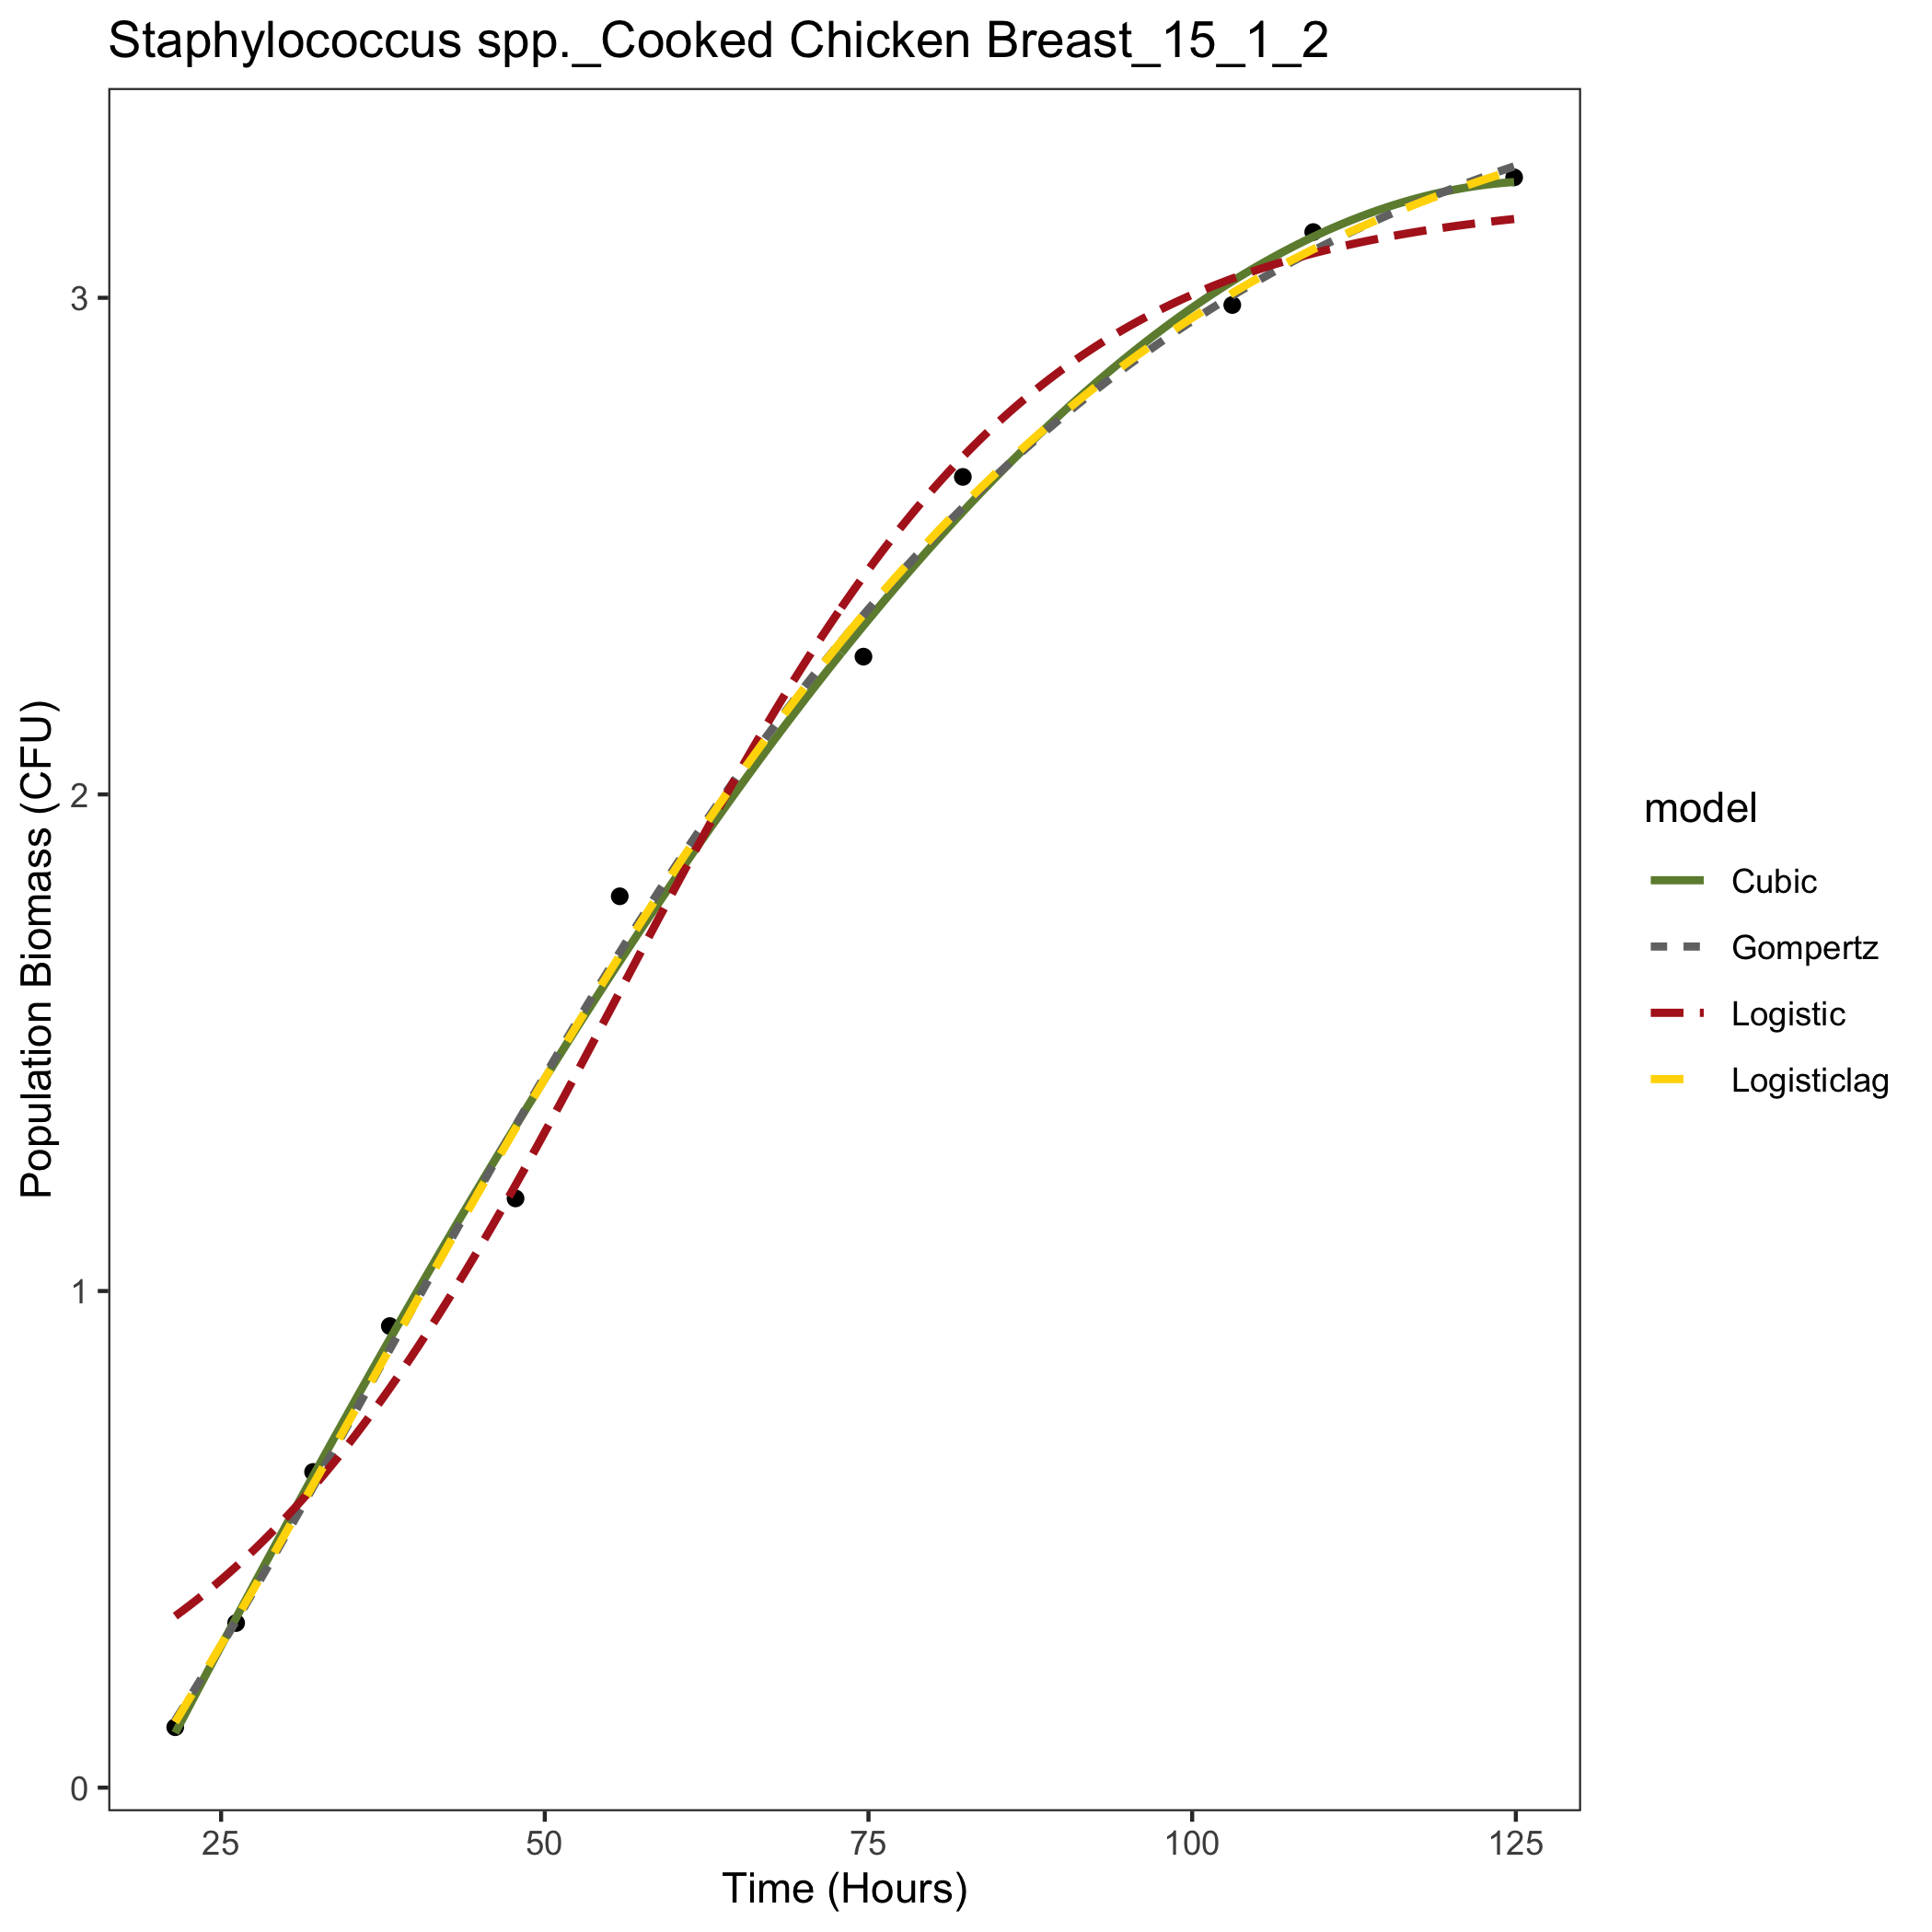 Staphylococcus spp._Cooked Chicken Breast_15_1_2
Population Biomass (CFU)
3
2
1
0
25 50 75 100 125
Time (Hours)
model
Cubic
Gompertz
Logistic
Logisticlag